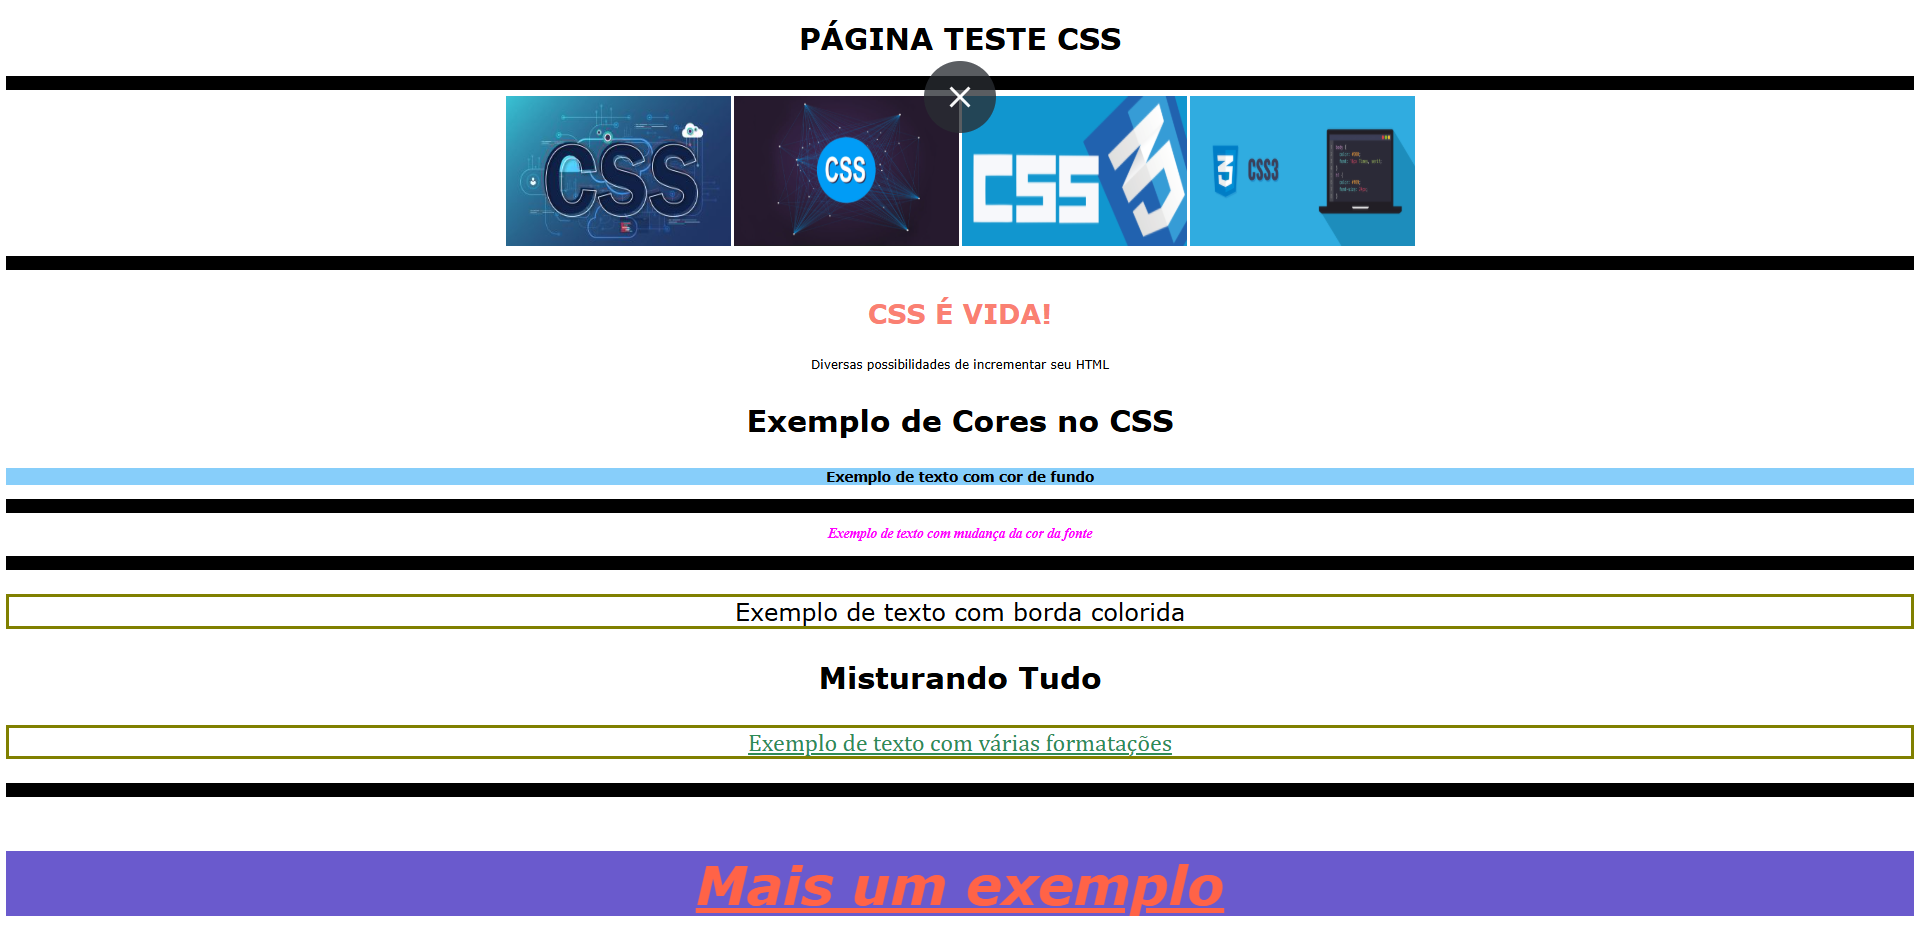 PÁGINA TESTE CSS
CSS
CSS
CSS
3
3 CSS3
CSS É VIDA!
Diversas possibilidades de incrementar seu HTML
Exemplo de Cores no CSS
Exemplo de texto com cor de fundo
Exemplo de texto com mudança da cor da fonte
Exemplo de texto com borda colorida
Misturando Tudo
Exemplo de texto com várias formatações
Mais um exemplo